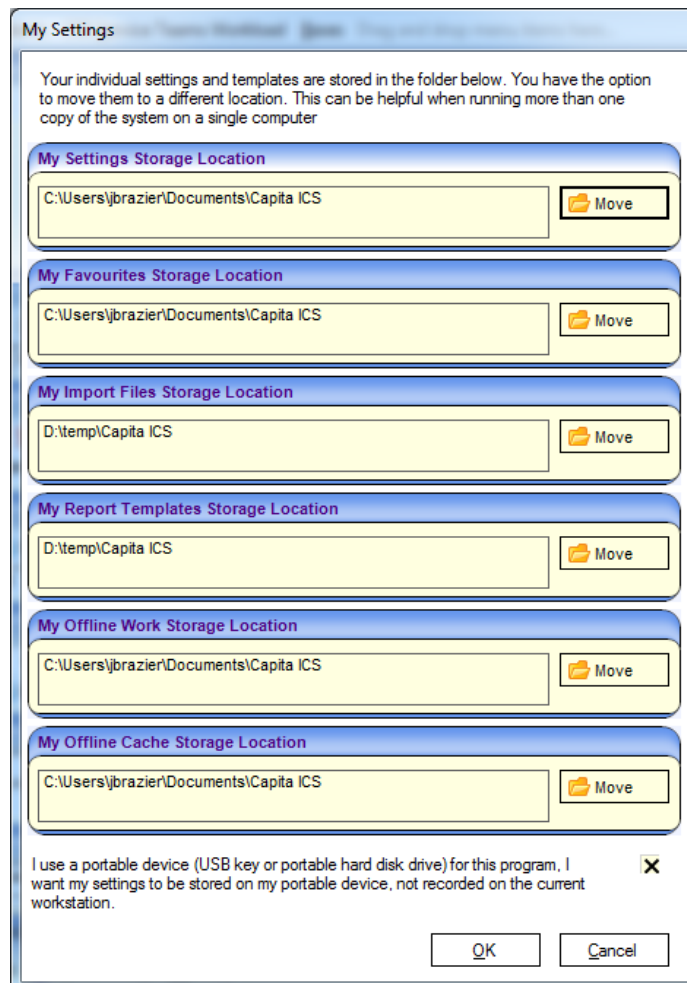 My Settings
Your individual settings and templates are stored in the folder below. You have the option
to move them to a different location. This can be helpful when running more than one
copy of the system on a single computer
My Settings Storage Location
C:\Users\jbrazier\Documents\Capita ICS
Move
My Favourites Storage Location
C:\Users\jbrazier\Documents\Capita ICS
Move
My Import Files Storage Location
D:\temp\Capita ICS
Move
My Report Templates Storage Location
D:\temp\Capita ICS
Move
My Offline Work Storage Location
C:\Users\jbrazier\Documents\Capita ICS
Move
My Offline Cache Storage Location
C:\Users\jbrazier\Documents\Capita ICS
Move
I use a portable device (USB key or portable hard disk drive) for this program, I
want my settings to be stored on my portable device, not recorded on the current
workstation.
OK
Cancel